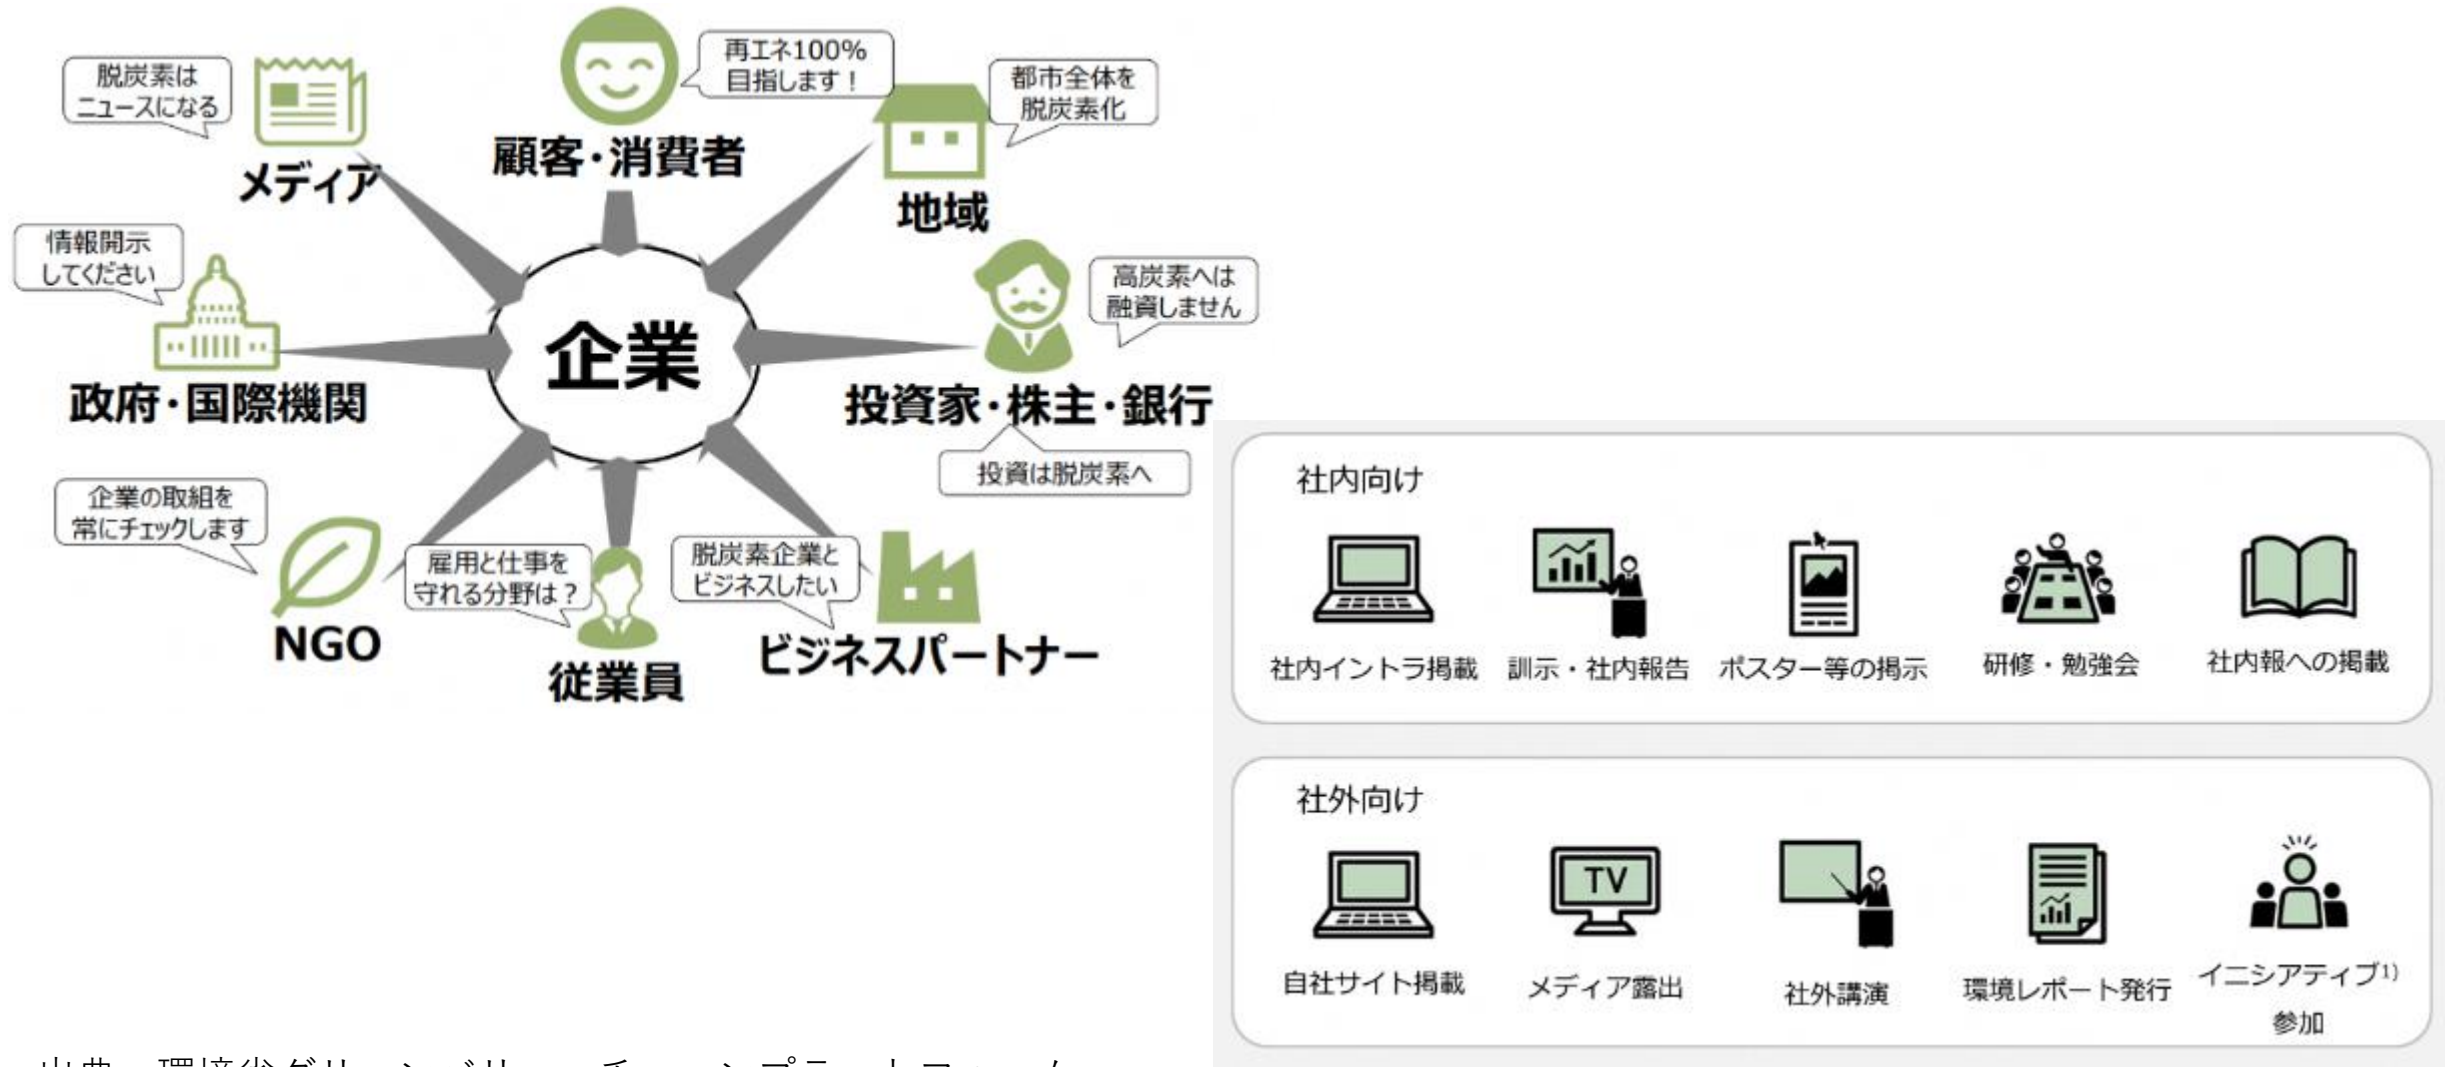 脱炭素は
ニュースになる
メディア
再エネ100%
目指します！
顧客・消費者
都市全体を
脱炭素化
地域
情報開示
してください
政府・国際機関
企業
高炭素へは
融資しません
投資家・株主・銀行
投資は脱炭素へ
企業の取組を
常にチェックします
NGO
雇用と仕事を
守れる分野は？
従業員
脱炭素企業と
ビジネスしたい
ビジネスパートナー
社内向け
社内イントラ掲載
訓示・社内報告
ポスター等の掲示
研修・勉強会
社内報への掲載
社外向け
TV
自社サイト掲載
メディア露出
社外講演
環境レポート発行
イニシアティブ1)
参加